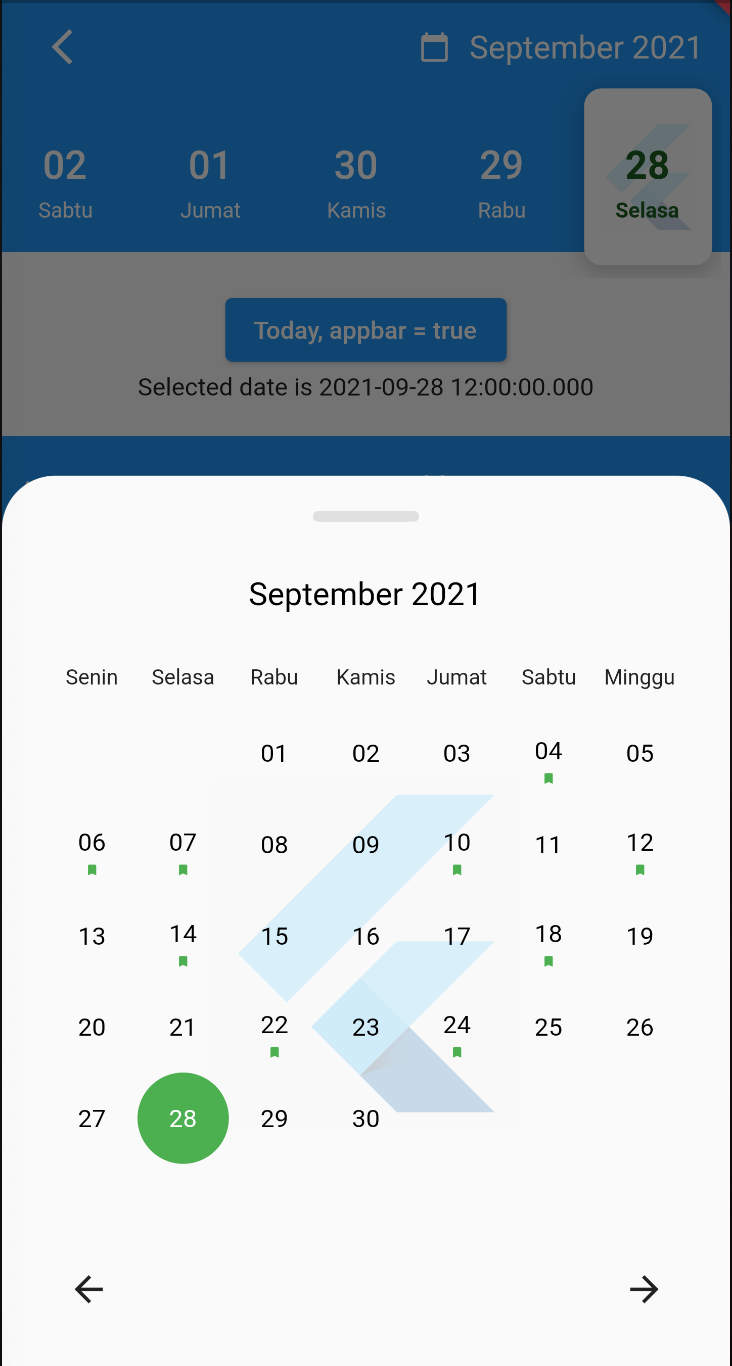 September 2021
02 01 30 29 28
Sabtu Jumat Kamis Rabu Selasa
Today, appbar = true
Selected date is 2021-09-28 12:00:00.000
September 2021
Senin Selasa Rabu Kamis Jumat Sabtu Minggu
01 02 03 04 05
06 07 08 09 10 11 12
13 14 15 16 17 18 19
20 21 22 23 24 25 26
27 28 29 30